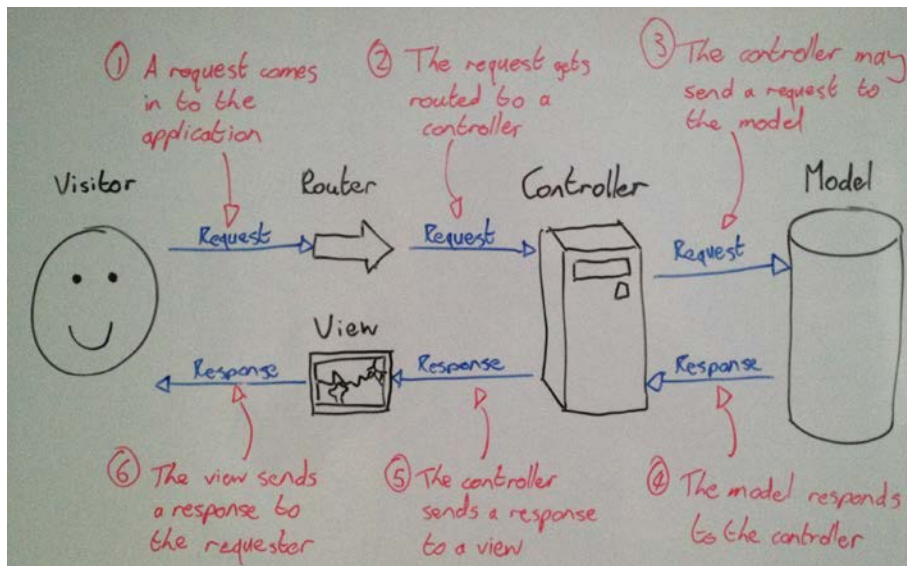 ① A request comes
in to the
application
② The request gets
routed to a
controller
③ The controller may
send a request to
the model
Visitor
Router
Controller
Model
Request
Request
Request
View
Response
Response
Response
⑥ The view sends
a response to
the requester
⑤ The controller
sends a response
to a view
④ The model responds
to the controller